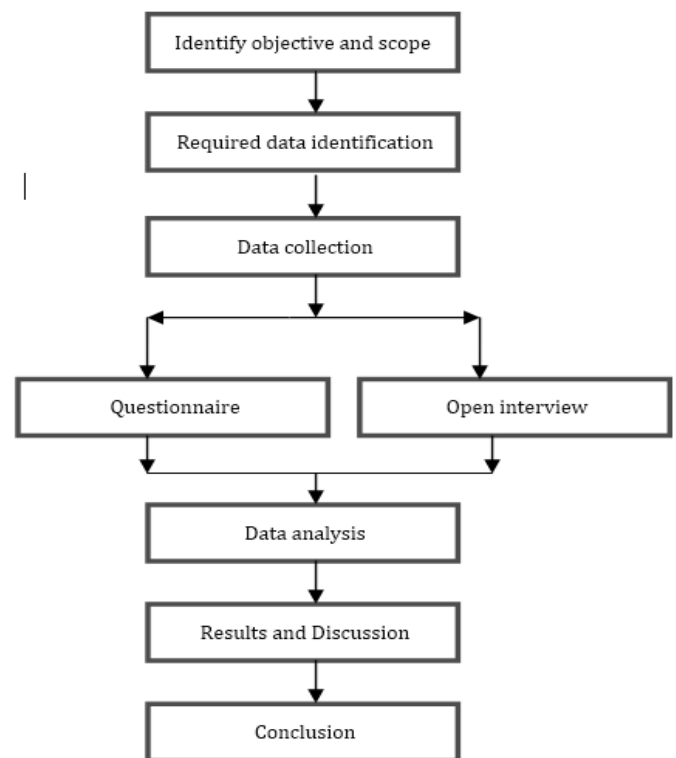 Identify objective and scope
Required data identification
Data collection
Questionnaire
Open interview
Data analysis
Results and Discussion
Conclusion